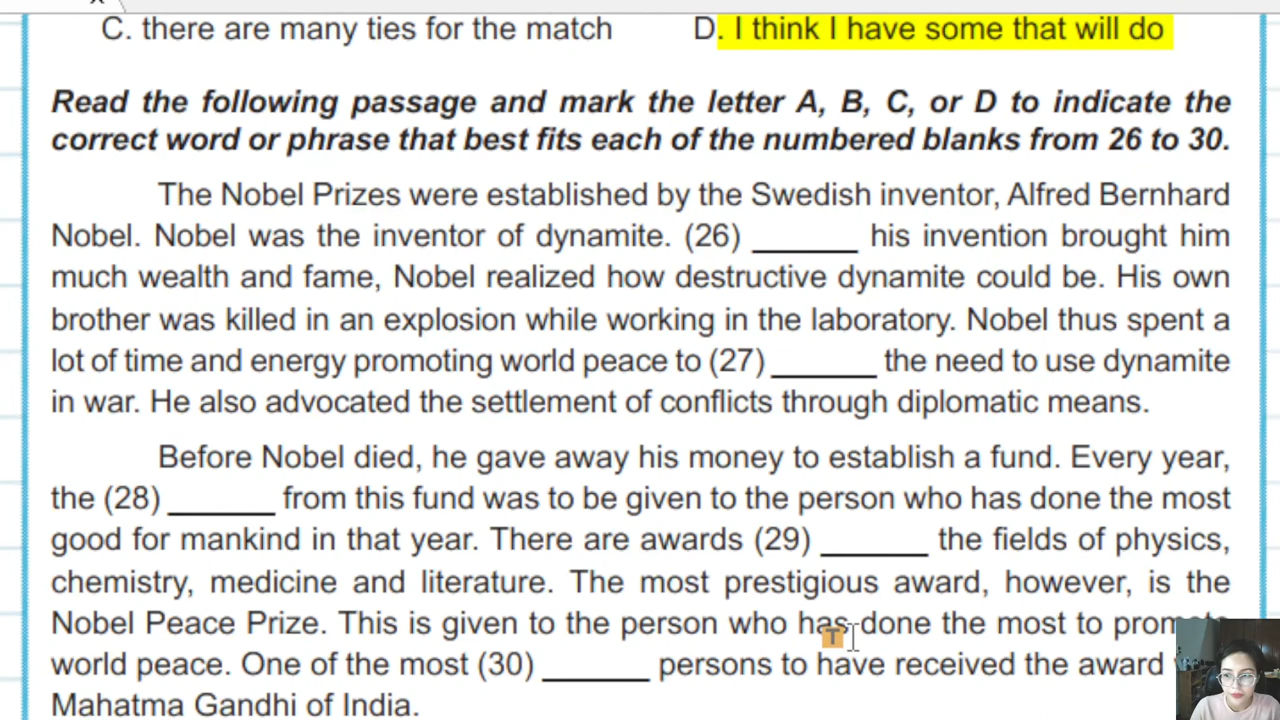 C. there are many ties for the match D. I think I have some that will do
Read the following passage and mark the letter A, B, C, or D to indicate the
correct word or phrase that best fits each of the numbered blanks from 26 to 30.
The Nobel Prizes were established by the Swedish inventor, Alfred Bernhard
Nobel. Nobel was the inventor of dynamite. (26) ______ his invention brought him
much wealth and fame, Nobel realized how destructive dynamite could be. His own
brother was killed in an explosion while working in the laboratory. Nobel thus spent a
lot of time and energy promoting world peace to (27) ______ the need to use dynamite
in war. He also advocated the settlement of conflicts through diplomatic means.
Before Nobel died, he gave away his money to establish a fund. Every year,
the (28) ______ from this fund was to be given to the person who has done the most
good for mankind in that year. There are awards (29) ______ the fields of physics,
chemistry, medicine and literature. The most prestigious award, however, is the
Nobel Peace Prize. This is given to the person who has done the most to promote
T
world peace. One of the most (30) ______ persons to have received the award
Mahatma Gandhi of India.